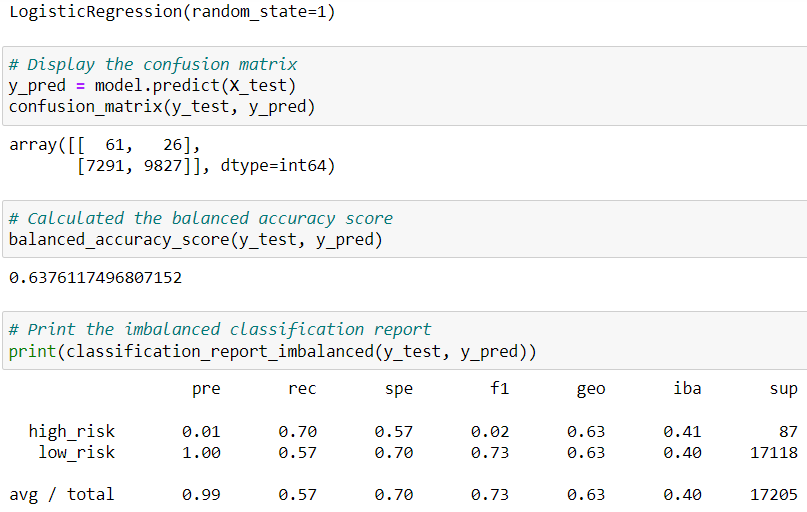 LogisticRegression(random_state=1)
# Display the confusion matrix
y_pred = model.predict(X_test)
confusion_matrix(y_test, y_pred)
array([[  61,   26],
       [7291, 9827]], dtype=int64)
# Calculated the balanced accuracy score
balanced_accuracy_score(y_test, y_pred)
0.6376117496807152
# Print the imbalanced classification report
print(classification_report_imbalanced(y_test, y_pred))
pre rec spe f1 geo iba sup
high_risk 0.01 0.70 0.57 0.02 0.63 0.41 87
low_risk 1.00 0.57 0.70 0.73 0.63 0.40 17118
avg / total 0.99 0.57 0.70 0.73 0.63 0.40 17205